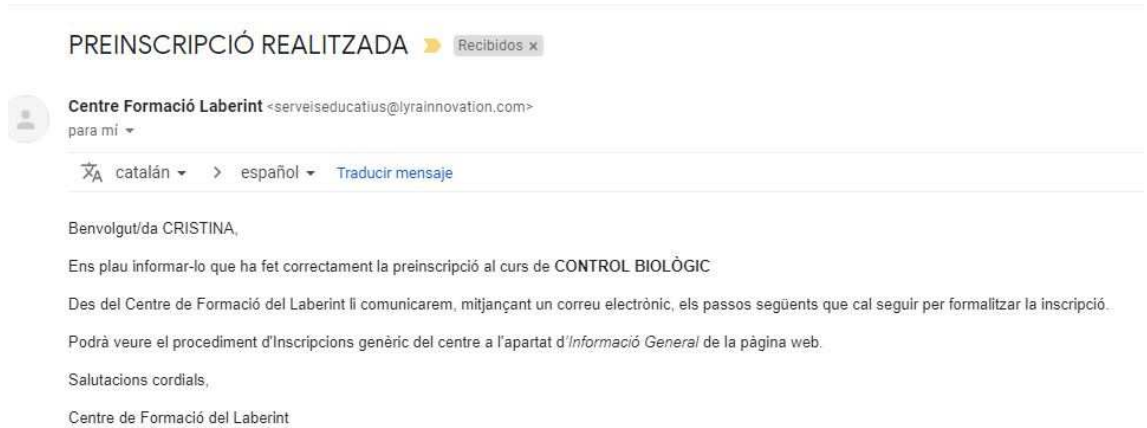 PREINSCRIPCIÓ REALITZADA Recibidos x
Centre Formació Laberint <serveiseducatius@lyrainnovation.com>
para mí
catalán > español Traducir mensaje
Benvolgut/da CRISTINA,
Ens plau informar-lo que ha fet correctament la preinscripció al curs de CONTROL BIOLÒGIC
Des del Centre de Formació del Laberint li comunicarem, mitjançant un correu electrònic, els passos següents que cal seguir per formalitzar la inscripció.
Podrà veure el procediment d'Inscripcions genèric del centre a l'apartat d'Informació General de la pàgina web.
Salutacions cordials,
Centre de Formació del Laberint